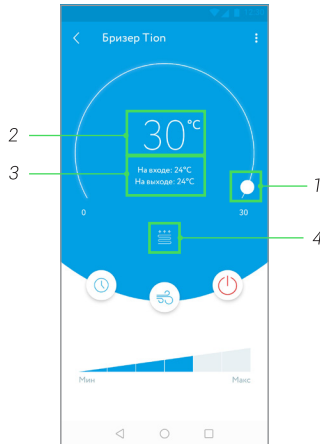 Бризер Tion
2
30°C
3
На входе: 24°C
На выходе: 24°C
1
0
30
4
Мин
Макс